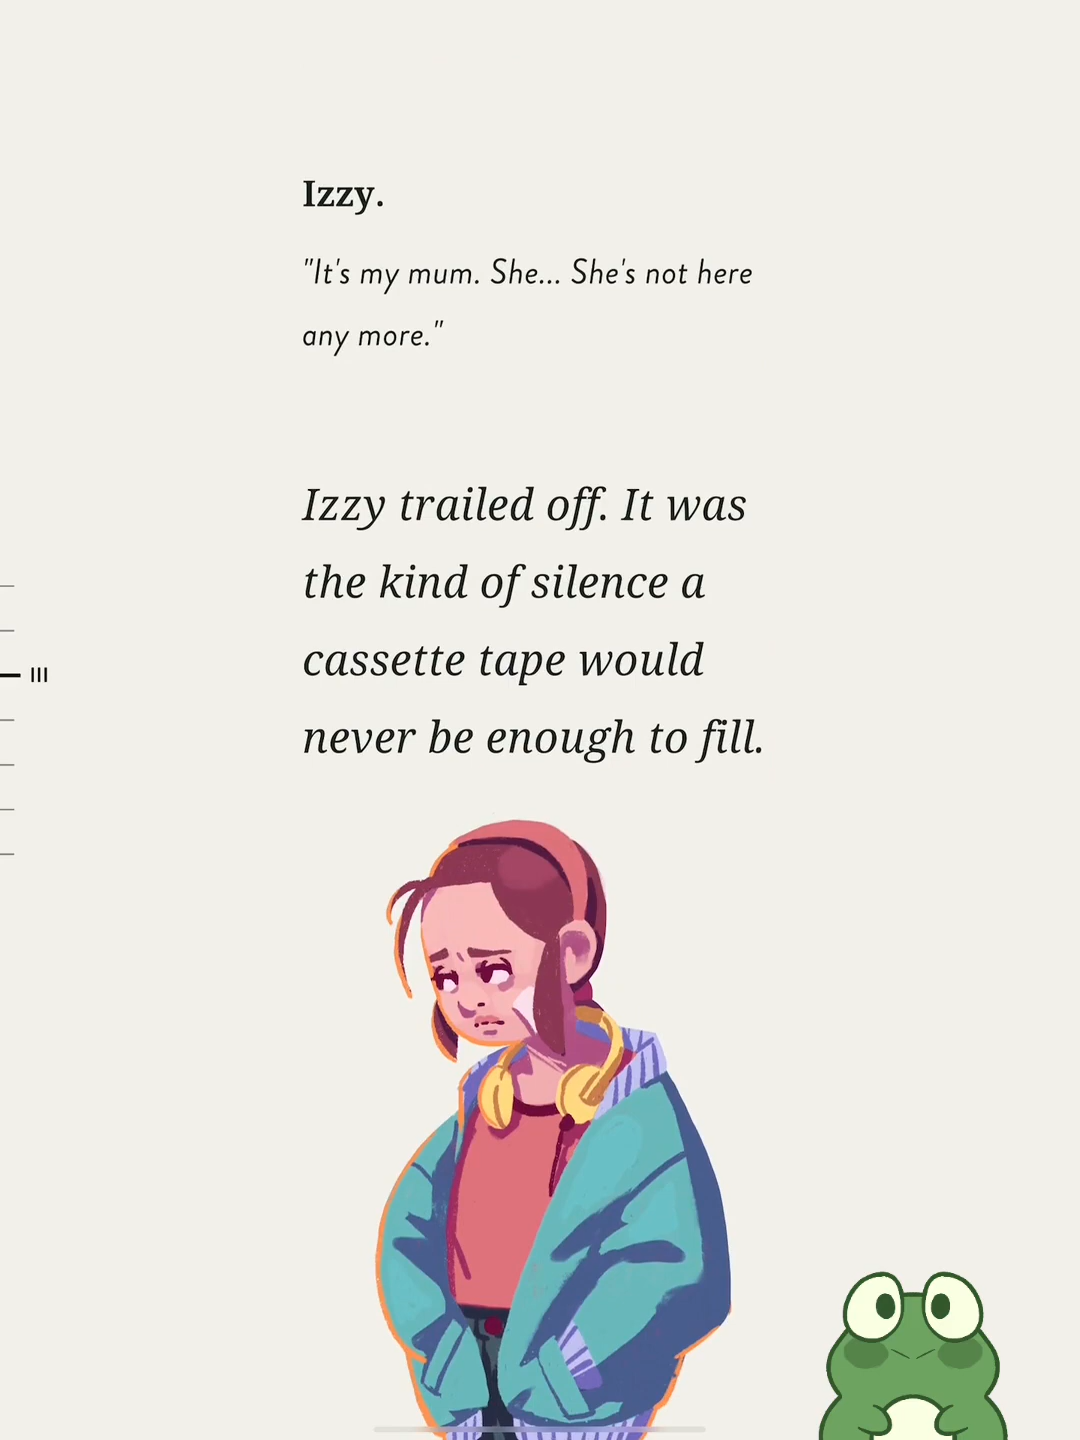 Izzy.
"It's my mum. She... She's not here
any more."
Izzy trailed off. It was
the kind of silence a
cassette tape would
never be enough to fill.
III